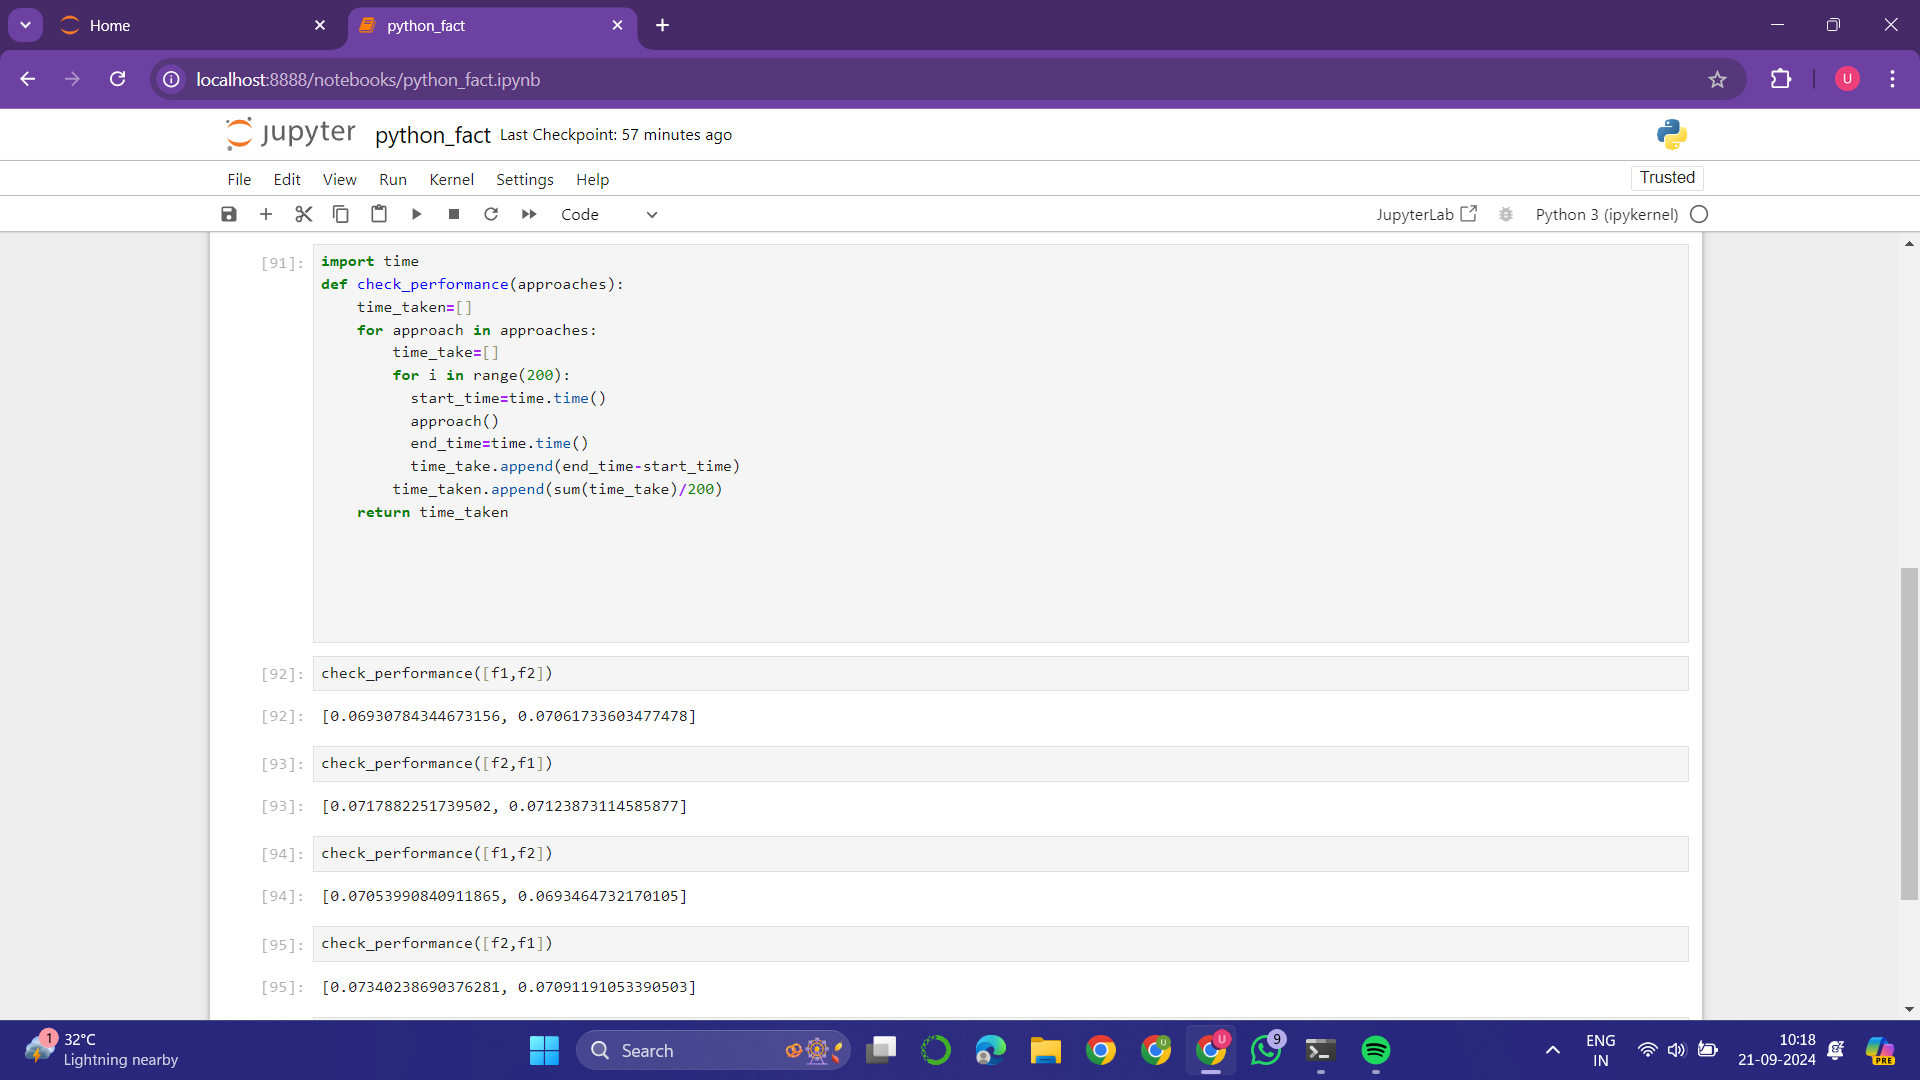 Home
python_fact
localhost:8888/notebooks/python_fact.ipynb
U
jupyter python_fact Last Checkpoint: 57 minutes ago
File Edit View Run Kernel Settings Help
Trusted
Code
JupyterLab
Python 3 (ipykernel)
[91]:
import time
def check_performance(approaches):
    time_taken=[]
    for approach in approaches:
        time_take=[]
        for i in range(200):
          start_time=time.time()
          approach()
          end_time=time.time()
          time_take.append(end_time-start_time)
        time_taken.append(sum(time_take)/200)
    return time_taken
[92]: check_performance([f1,f2])
[92]: [0.06930784344673156, 0.07061733603477478]
[93]: check_performance([f2,f1])
[93]: [0.0717882251739502, 0.07123873114585877]
[94]: check_performance([f1,f2])
[94]: [0.07053990840911865, 0.0693464732170105]
[95]: check_performance([f2,f1])
[95]: [0.07340238690376281, 0.07091191053390503]
1
32°C
Lightning nearby
Search
U
U
9
ENG
IN
10:18
21-09-2024
PRE